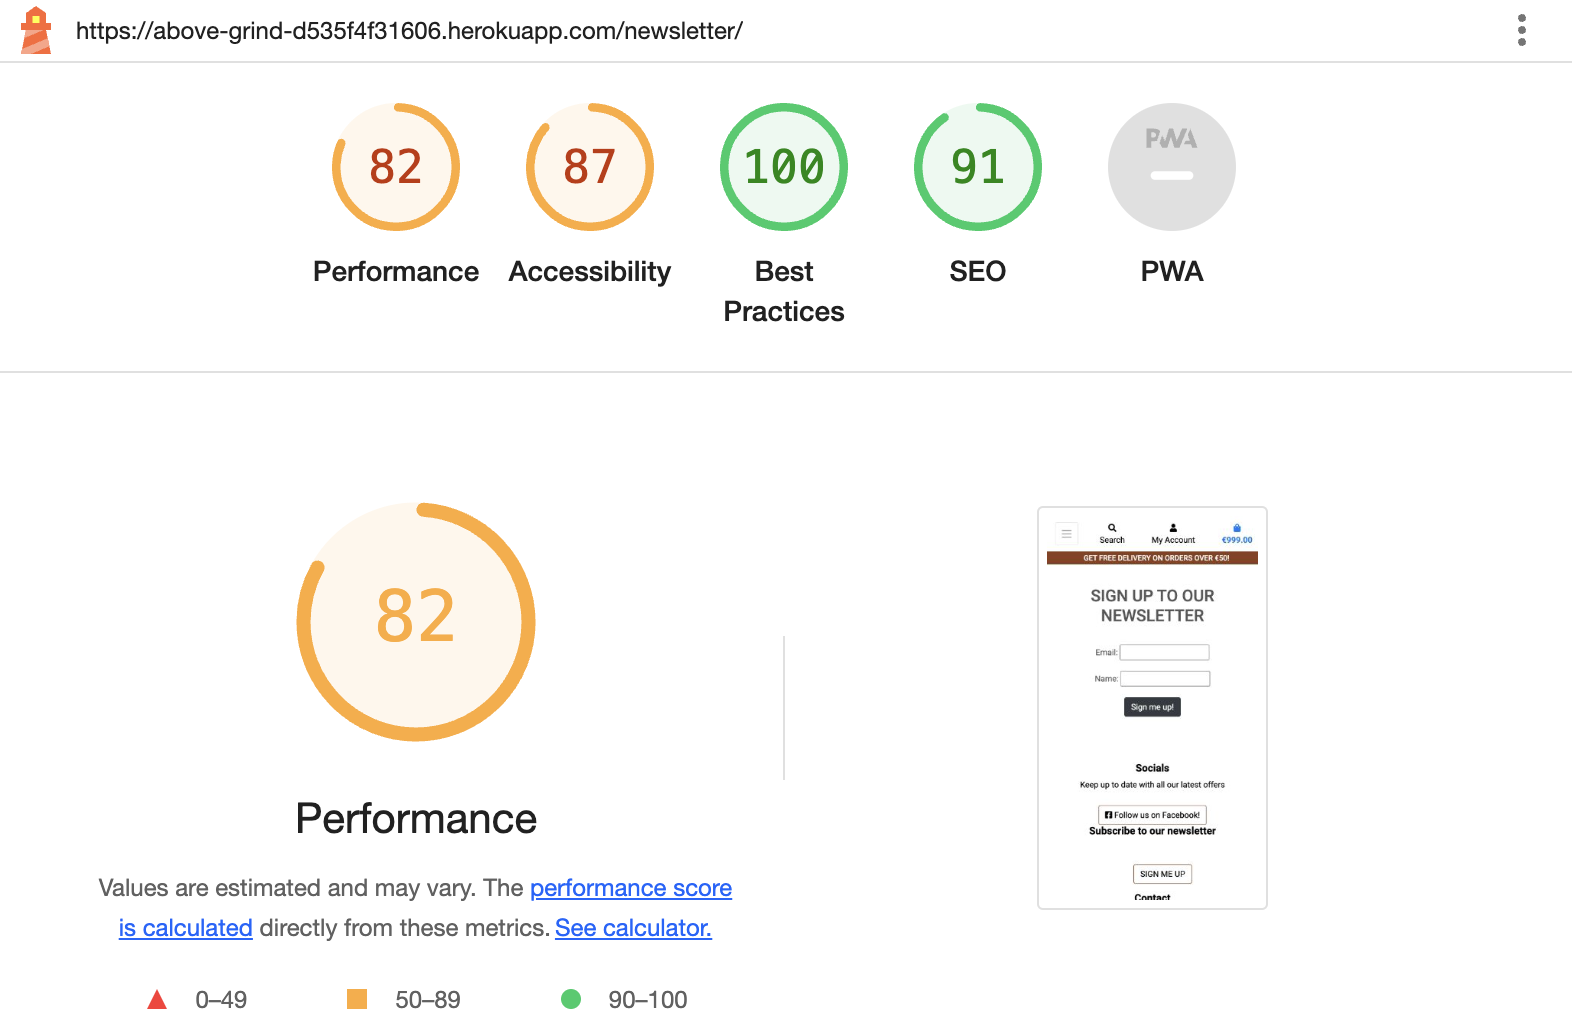 https://above-grind-d535f4f31606.herokuapp.com/newsletter/
82
87
100
91
PWA
Performance
Accessibility
Best
Practices
SEO
PWA
82
Performance
Values are estimated and may vary. The performance score
is calculated directly from these metrics. See calculator.
0–49
50–89
90–100
Search
My Account
€999.00
GET FREE DELIVERY ON ORDERS OVER €50!
SIGN UP TO OUR
NEWSLETTER
Email:
Name:
Sign me up!
Socials
Keep up to date with all our latest offers
Follow us on Facebook!
Subscribe to our newsletter
SIGN ME UP
Contact